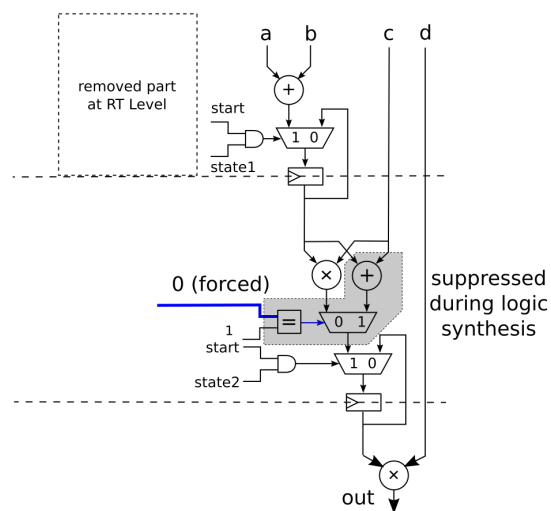 a b c d
removed part
at RT Level
+
start
1 0
state1
0 (forced)
× +
suppressed
during logic
synthesis
= 0 1
1
start
1 0
state2
×
out